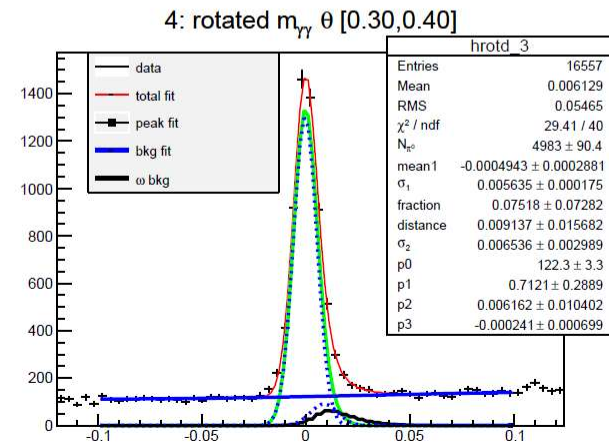 4: rotated mγγ θ [0.30,0.40]
hrotd_3
Entries 16557
Mean 0.006129
RMS 0.05465
χ² / ndf 29.41 / 40
Nπ⁰ 4983 ± 90.4
mean1 -0.0004943 ± 0.0002881
σ₁ 0.005635 ± 0.000175
fraction 0.07518 ± 0.07282
distance 0.009137 ± 0.015682
σ₂ 0.006536 ± 0.002989
p0 122.3 ± 3.3
p1 0.7121 ± 0.2889
p2 0.006162 ± 0.010402
p3 -0.000241 ± 0.000699
data
total fit
peak fit
bkg fit
ω bkg
1400
1200
1000
800
600
400
200
0
-0.1 -0.05 0 0.05 0.1